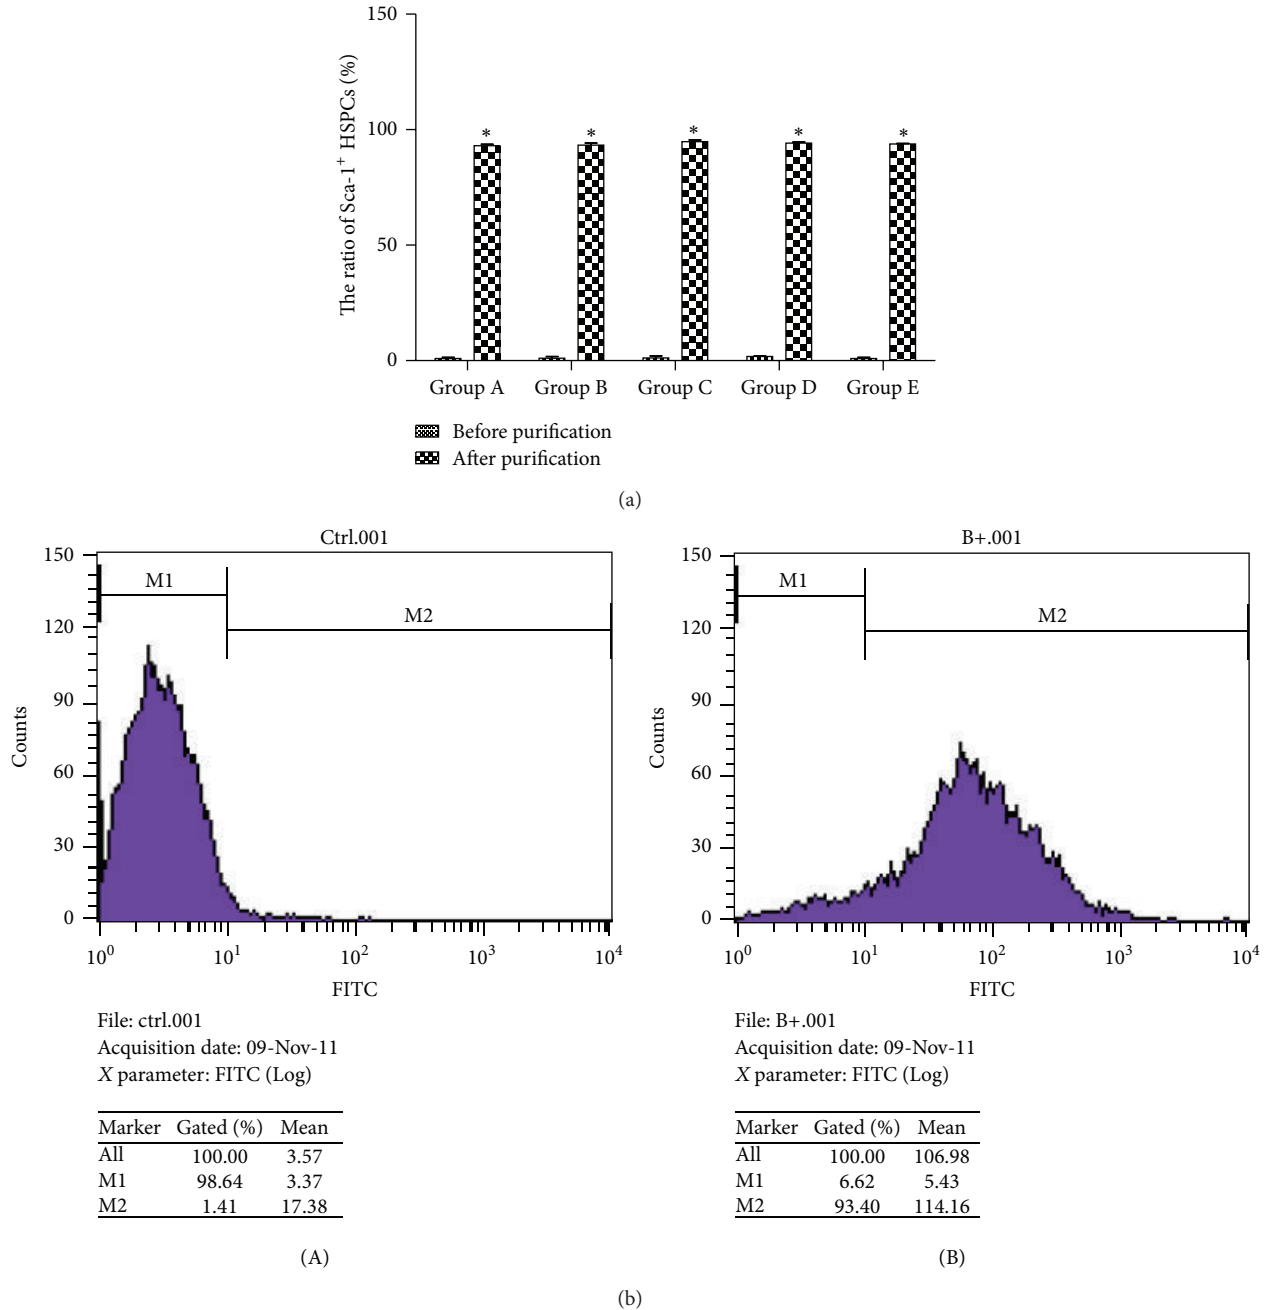 150
100
50
0
The ratio of Sca-1+ HSPCs (%)
* * * * *
Group A Group B Group C Group D Group E
Before purification
After purification
(a)
Ctrl.001
150
120
90
60
30
0
Counts
M1
M2
10^0 10^1 10^2 10^3 10^4
FITC
File: ctrl.001
Acquisition date: 09-Nov-11
X parameter: FITC (Log)
Marker Gated (%) Mean
All 100.00 3.57
M1 98.64 3.37
M2 1.41 17.38
(A)
B+.001
150
120
90
60
30
0
Counts
M1
M2
10^0 10^1 10^2 10^3 10^4
FITC
File: B+.001
Acquisition date: 09-Nov-11
X parameter: FITC (Log)
Marker Gated (%) Mean
All 100.00 106.98
M1 6.62 5.43
M2 93.40 114.16
(B)
(b)